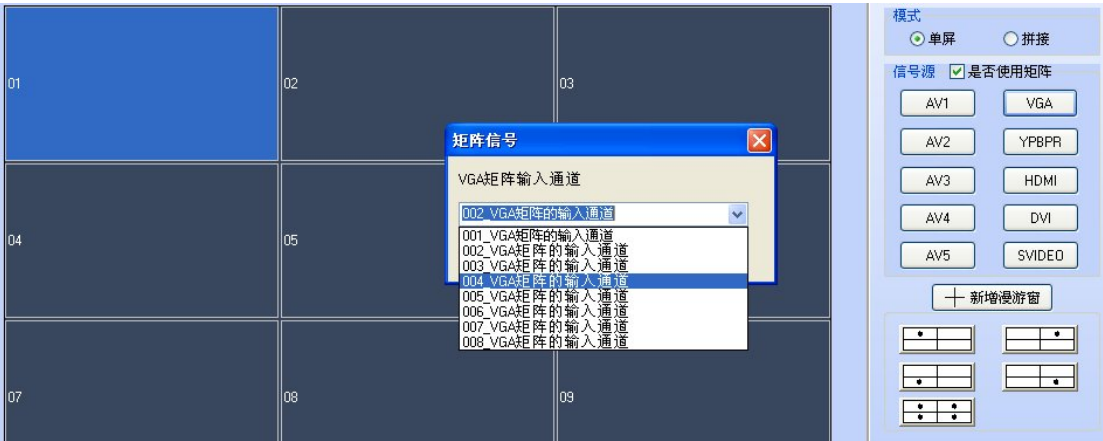 01
02
03
04
05
07
08
09
矩阵信号
VGA矩阵输入通道
002_VGA矩阵的输入通道
001_VGA矩阵的输入通道
002_VGA矩阵的输入通道
003_VGA矩阵的输入通道
004_VGA矩阵的输入通道
005_VGA矩阵的输入通道
006_VGA矩阵的输入通道
007_VGA矩阵的输入通道
008_VGA矩阵的输入通道
模式
单屏 拼接
信号源 是否使用矩阵
AV1 VGA
AV2 YPBPR
AV3 HDMI
AV4 DVI
AV5 SVIDEO
新增漫游窗